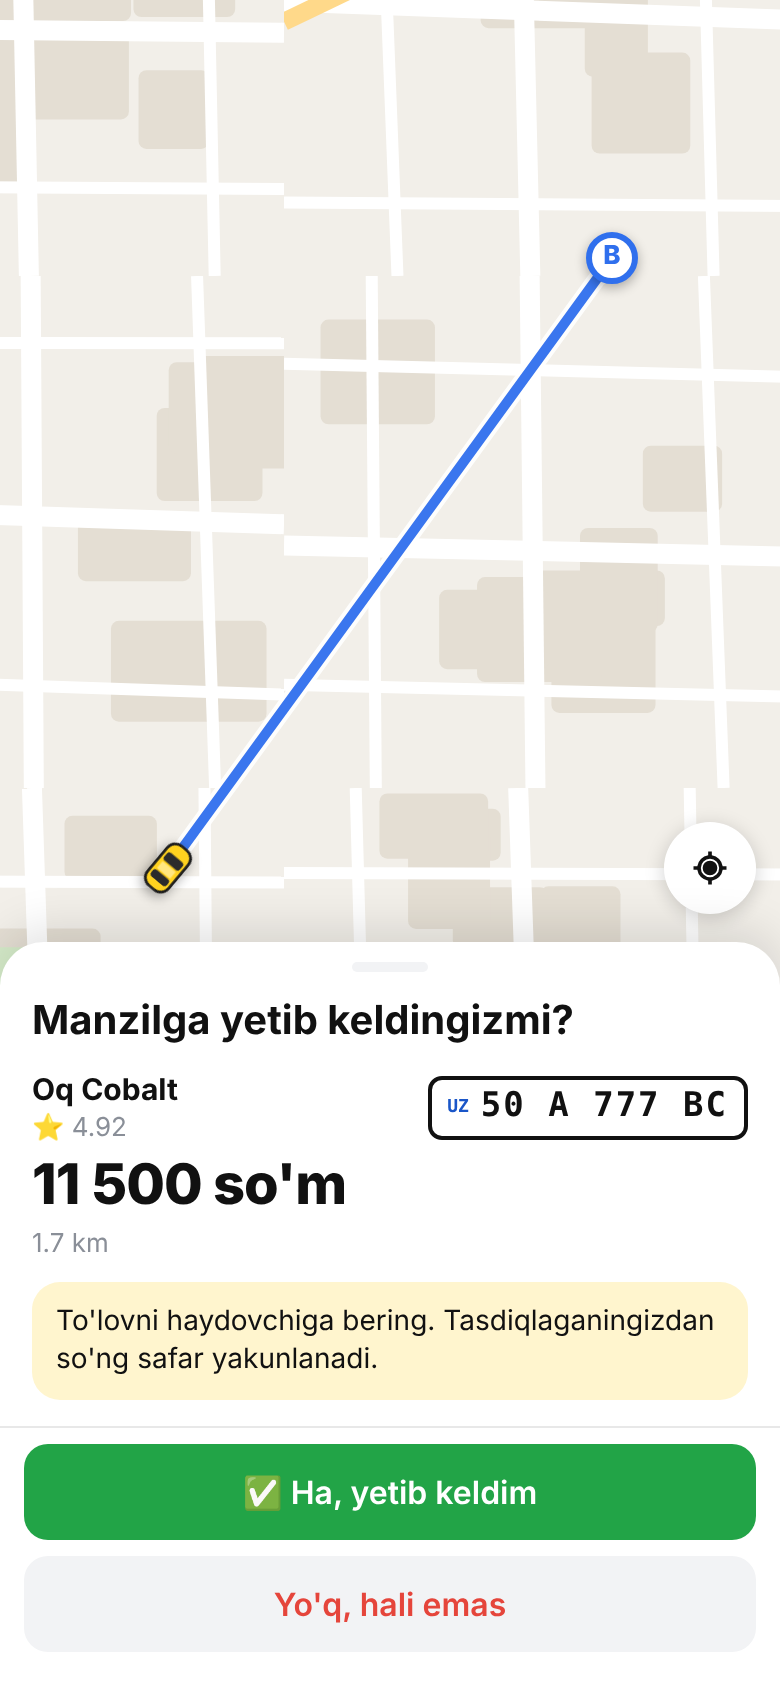 B
Manzilga yetib keldingizmi?
Oq Cobalt
UZ 50 A 777 BC
⭐ 4.92
11 500 so'm
1.7 km
To'lovni haydovchiga bering. Tasdiqlaganingizdan
so'ng safar yakunlanadi.
✅ Ha, yetib keldim
Yo'q, hali emas